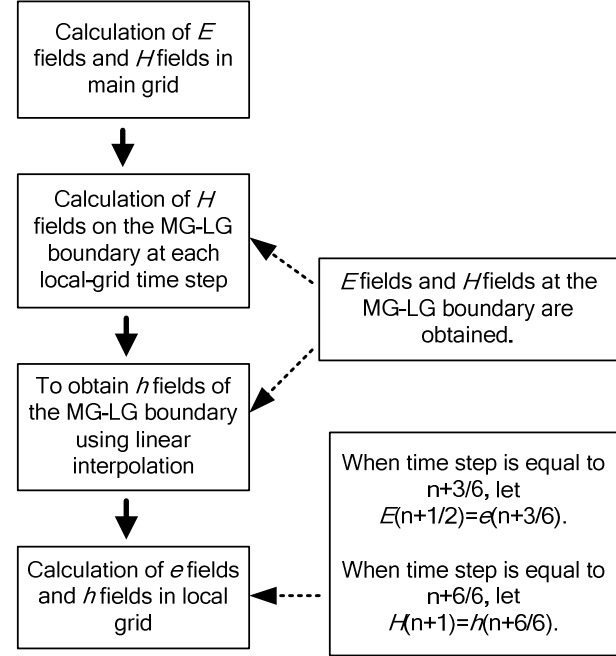 Calculation of E
fields and H fields in
main grid
Calculation of H
fields on the MG-LG
boundary at each
local-grid time step
E fields and H fields at the
MG-LG boundary are
obtained.
To obtain h fields of
the MG-LG boundary
using linear
interpolation
When time step is equal to
n+3/6, let
E(n+1/2)=e(n+3/6).
When time step is equal to
n+6/6, let
H(n+1)=h(n+6/6).
Calculation of e fields
and h fields in local
grid